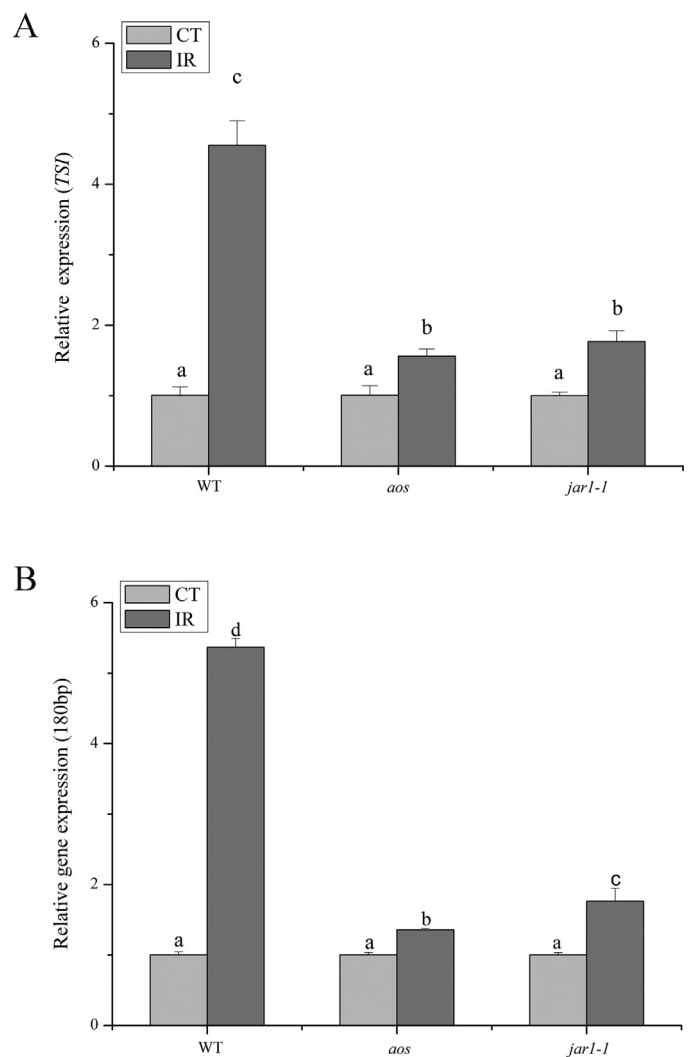 A
6
CT
IR
c
4
Relative expression (TSI)
2
b
b
a
a
a
0
WT
aos
jar1-1
B
6
CT
IR
d
4
Relative gene expression (180bp)
2
c
b
a
a
a
0
WT
aos
jar1-1